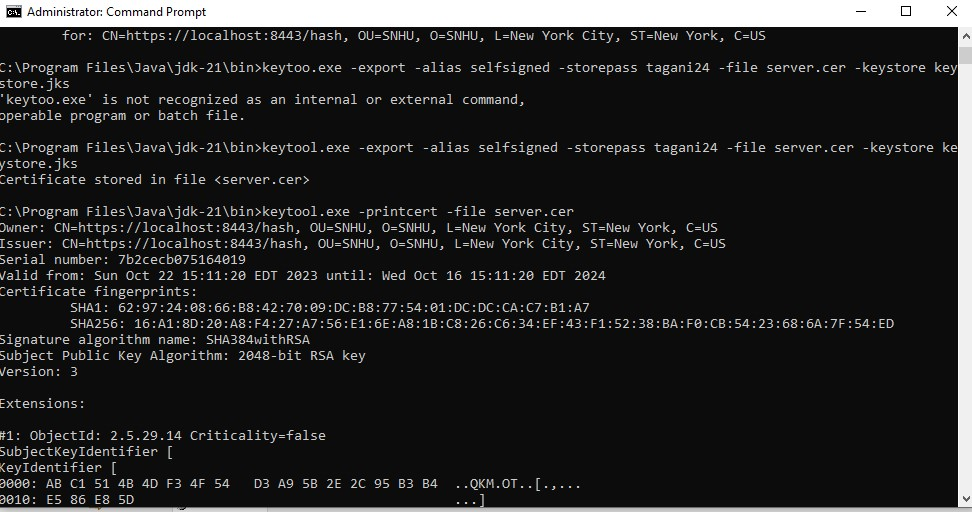 Administrator: Command Prompt
for: CN=https://localhost:8443/hash, OU=SNHU, O=SNHU, L=New York City, ST=New York, C=US
C:\Program Files\Java\jdk-21\bin>keytoo.exe -export -alias selfsigned -storepass tagani24 -file server.cer -keystore key
store.jks
'keytoo.exe' is not recognized as an internal or external command,
operable program or batch file.
C:\Program Files\Java\jdk-21\bin>keytool.exe -export -alias selfsigned -storepass tagani24 -file server.cer -keystore ke
ystore.jks
Certificate stored in file <server.cer>
C:\Program Files\Java\jdk-21\bin>keytool.exe -printcert -file server.cer
Owner: CN=https://localhost:8443/hash, OU=SNHU, O=SNHU, L=New York City, ST=New York, C=US
Issuer: CN=https://localhost:8443/hash, OU=SNHU, O=SNHU, L=New York City, ST=New York, C=US
Serial number: 7b2cecb075164019
Valid from: Sun Oct 22 15:11:20 EDT 2023 until: Wed Oct 16 15:11:20 EDT 2024
Certificate fingerprints:
SHA1: 62:97:24:08:66:B8:42:70:09:DC:B8:77:54:01:DC:DC:CA:C7:B1:A7
SHA256: 16:A1:8D:20:A8:F4:27:A7:56:E1:6E:A8:1B:C8:26:C6:34:EF:43:F1:52:38:BA:F0:CB:54:23:68:6A:7F:54:ED
Signature algorithm name: SHA384withRSA
Subject Public Key Algorithm: 2048-bit RSA key
Version: 3
Extensions:
#1: ObjectId: 2.5.29.14 Criticality=false
SubjectKeyIdentifier [
KeyIdentifier [
0000: AB C1 51 4B 4D F3 4F 54   D3 A9 5B 2E 2C 95 B3 B4  ..QKM.OT..[.,...
0010: E5 86 E8 5D                                        ...]